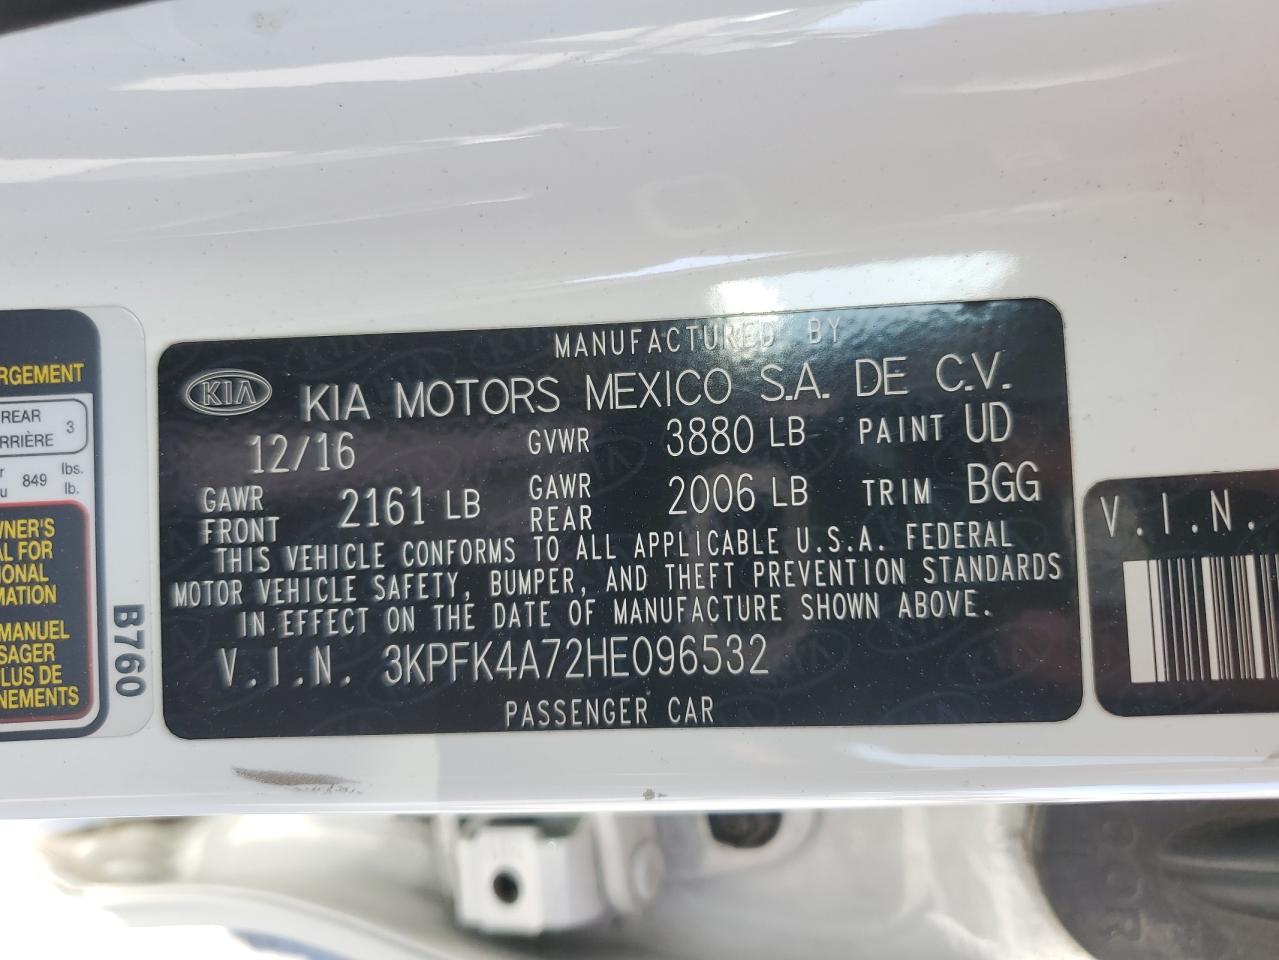 MANUFACTURED BY
KIA KIA MOTORS MEXICO S.A. DE C.V.
12/16 GVWR 3880 LB PAINT UD
GAWR FRONT 2161 LB GAWR REAR 2006 LB TRIM BGG
THIS VEHICLE CONFORMS TO ALL APPLICABLE U.S.A. FEDERAL
MOTOR VEHICLE SAFETY, BUMPER, AND THEFT PREVENTION STANDARDS
IN EFFECT ON THE DATE OF MANUFACTURE SHOWN ABOVE.
V.I.N. 3KPFK4A72HE096532
PASSENGER CAR
V.I.N.
RGEMENT
REAR 3
RRIÈRE
849 lbs.
lb.
WNER'S
AL FOR
IONAL
MATION
MANUEL
SAGER
LUS DE
NEMENTS
B760